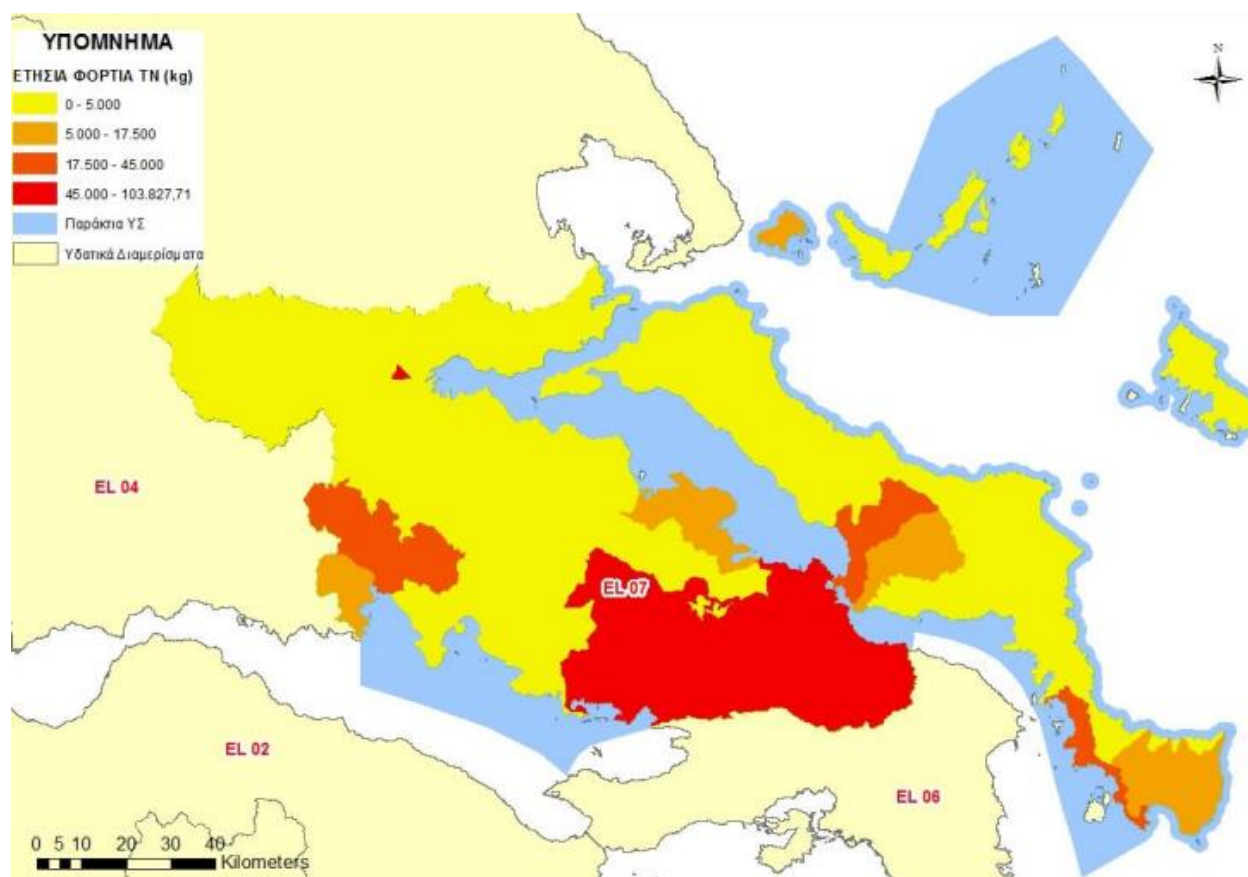 ΥΠΟΜΝΗΜΑ
ΕΤΗΣΙΑ ΦΟΡΤΙΑ ΤΝ (kg)
0 - 5.000
5.000 - 17.500
17.500 - 45.000
45.000 - 103.827,71
Παράκτια ΥΣ
Υδατικά Διαμερίσματα
N
EL 04
EL 07
EL 02
EL 06
0 5 10 20 30 40
Kilometers